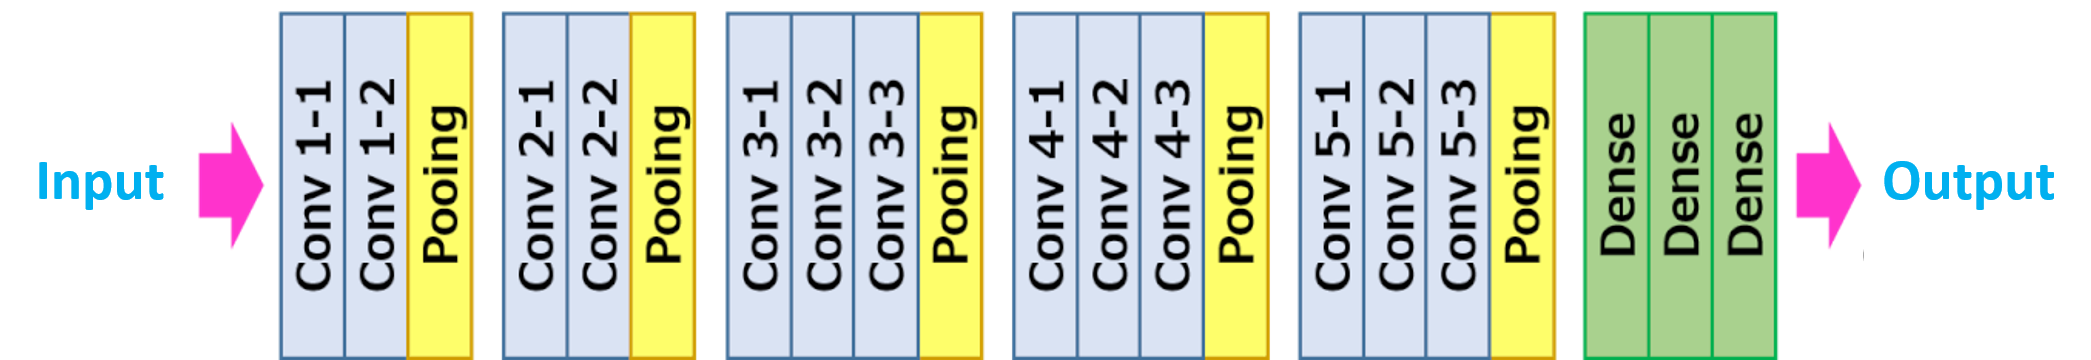 Input
Conv 1-1
Conv 1-2
Pooing
Conv 2-1
Conv 2-2
Pooing
Conv 3-1
Conv 3-2
Conv 3-3
Pooing
Conv 4-1
Conv 4-2
Conv 4-3
Pooing
Conv 5-1
Conv 5-2
Conv 5-3
Pooing
Dense
Dense
Dense
Output